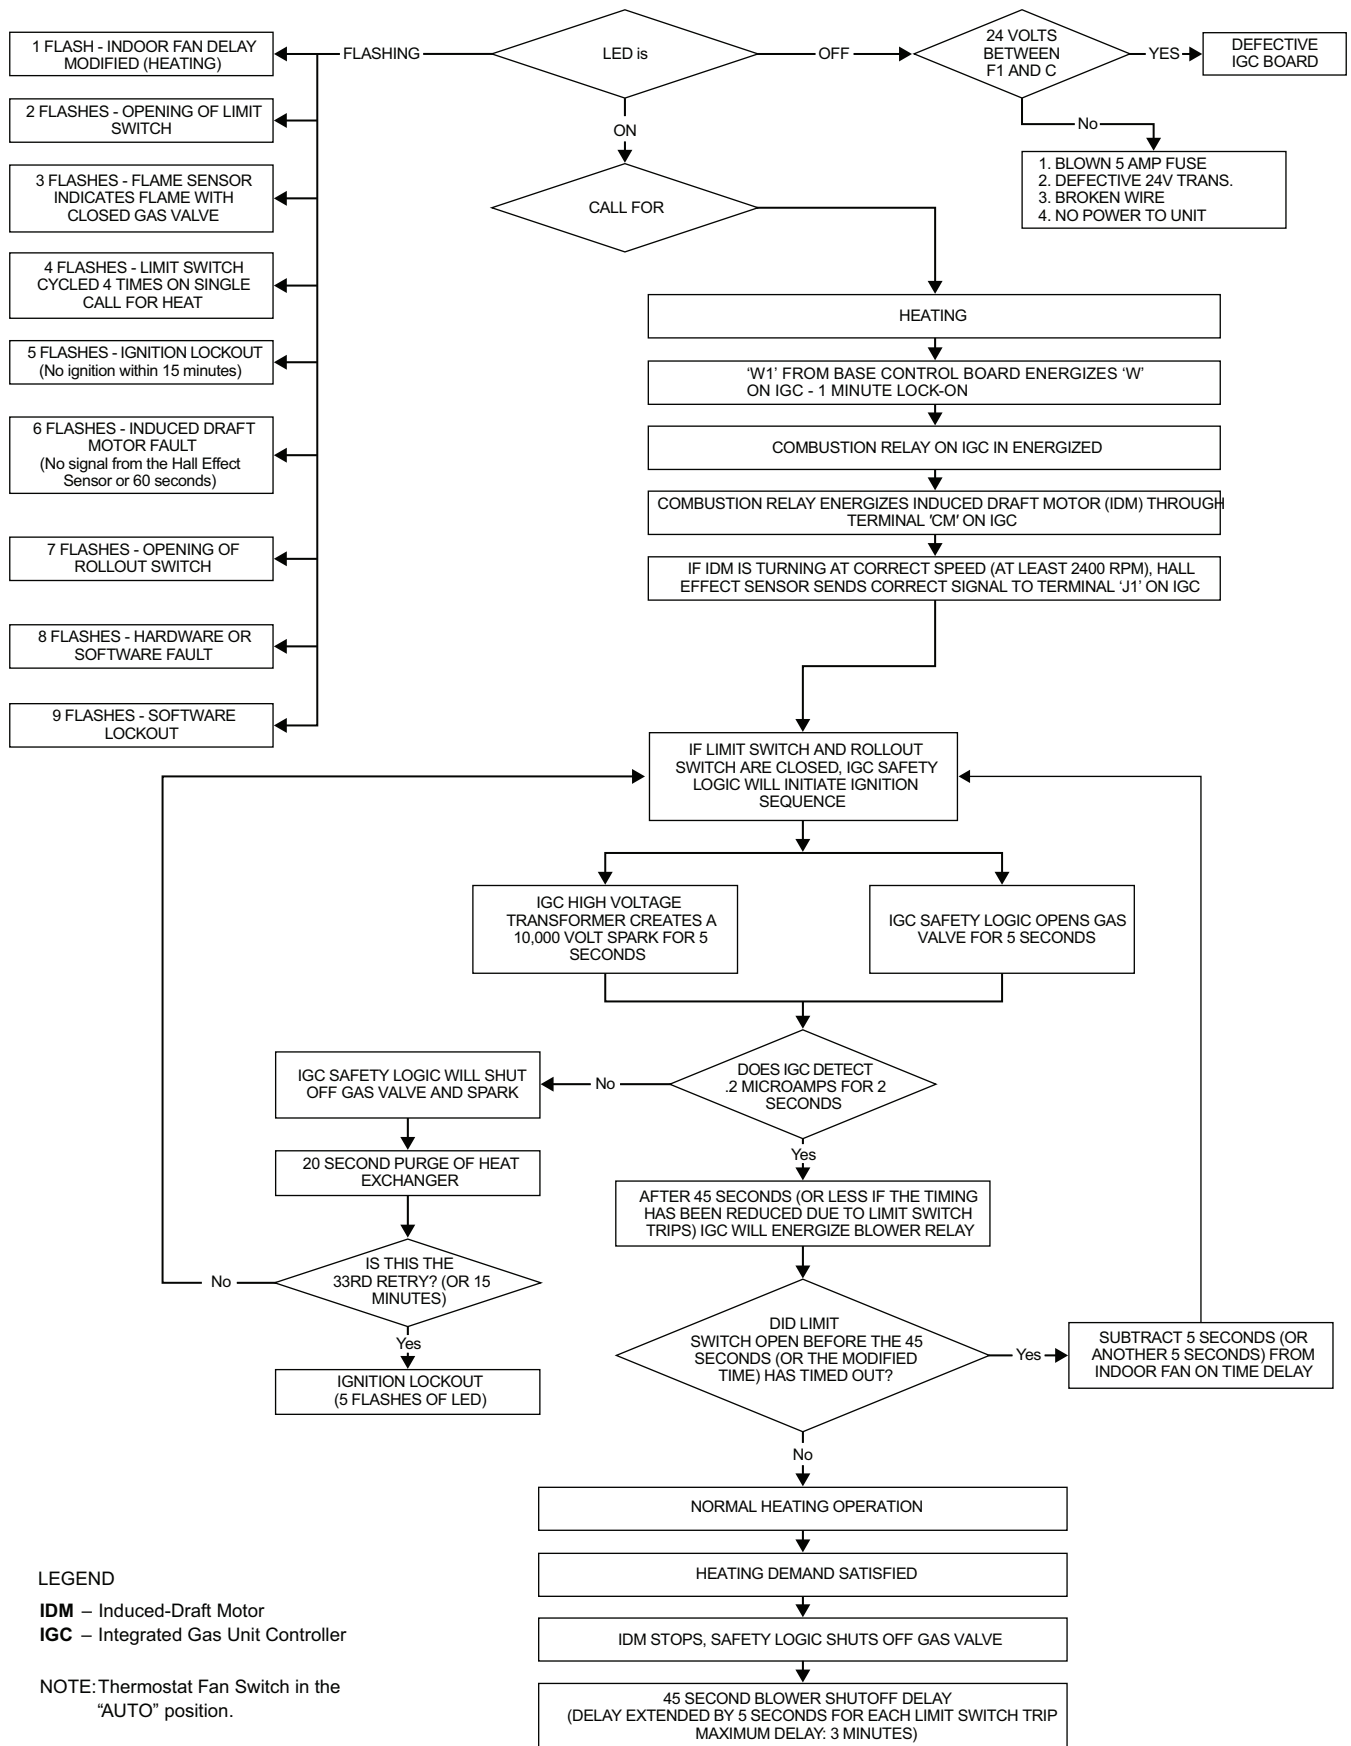 LED is
FLASHING
OFF
ON
24 VOLTS
BETWEEN
F1 AND C
YES
DEFECTIVE
IGC BOARD
No
1. BLOWN 5 AMP FUSE
2. DEFECTIVE 24V TRANS.
3. BROKEN WIRE
4. NO POWER TO UNIT
1 FLASH - INDOOR FAN DELAY
MODIFIED (HEATING)
2 FLASHES - OPENING OF LIMIT
SWITCH
3 FLASHES - FLAME SENSOR
INDICATES FLAME WITH
CLOSED GAS VALVE
4 FLASHES - LIMIT SWITCH
CYCLED 4 TIMES ON SINGLE
CALL FOR HEAT
5 FLASHES - IGNITION LOCKOUT
(No ignition within 15 minutes)
6 FLASHES - INDUCED DRAFT
MOTOR FAULT
(No signal from the Hall Effect
Sensor or 60 seconds)
7 FLASHES - OPENING OF
ROLLOUT SWITCH
8 FLASHES - HARDWARE OR
SOFTWARE FAULT
9 FLASHES - SOFTWARE
LOCKOUT
CALL FOR
HEATING
‘W1’ FROM BASE CONTROL BOARD ENERGIZES ‘W’
ON IGC - 1 MINUTE LOCK-ON
COMBUSTION RELAY ON IGC IN ENERGIZED
COMBUSTION RELAY ENERGIZES INDUCED DRAFT MOTOR (IDM) THROUGH
TERMINAL ′CM′ ON IGC
IF IDM IS TURNING AT CORRECT SPEED (AT LEAST 2400 RPM), HALL
EFFECT SENSOR SENDS CORRECT SIGNAL TO TERMINAL ‘J1’ ON IGC
IF LIMIT SWITCH AND ROLLOUT
SWITCH ARE CLOSED, IGC SAFETY
LOGIC WILL INITIATE IGNITION
SEQUENCE
IGC HIGH VOLTAGE
TRANSFORMER CREATES A
10,000 VOLT SPARK FOR 5
SECONDS
IGC SAFETY LOGIC OPENS GAS
VALVE FOR 5 SECONDS
DOES IGC DETECT
.2 MICROAMPS FOR 2
SECONDS
No
IGC SAFETY LOGIC WILL SHUT
OFF GAS VALVE AND SPARK
20 SECOND PURGE OF HEAT
EXCHANGER
IS THIS THE
33RD RETRY? (OR 15
MINUTES)
No
Yes
IGNITION LOCKOUT
(5 FLASHES OF LED)
Yes
AFTER 45 SECONDS (OR LESS IF THE TIMING
HAS BEEN REDUCED DUE TO LIMIT SWITCH
TRIPS) IGC WILL ENERGIZE BLOWER RELAY
DID LIMIT
SWITCH OPEN BEFORE THE 45
SECONDS (OR THE MODIFIED
TIME) HAS TIMED OUT?
Yes
SUBTRACT 5 SECONDS (OR
ANOTHER 5 SECONDS) FROM
INDOOR FAN ON TIME DELAY
No
NORMAL HEATING OPERATION
HEATING DEMAND SATISFIED
IDM STOPS, SAFETY LOGIC SHUTS OFF GAS VALVE
45 SECOND BLOWER SHUTOFF DELAY
(DELAY EXTENDED BY 5 SECONDS FOR EACH LIMIT SWITCH TRIP
MAXIMUM DELAY: 3 MINUTES)
LEGEND
IDM – Induced-Draft Motor
IGC – Integrated Gas Unit Controller
NOTE: Thermostat Fan Switch in the
“AUTO” position.